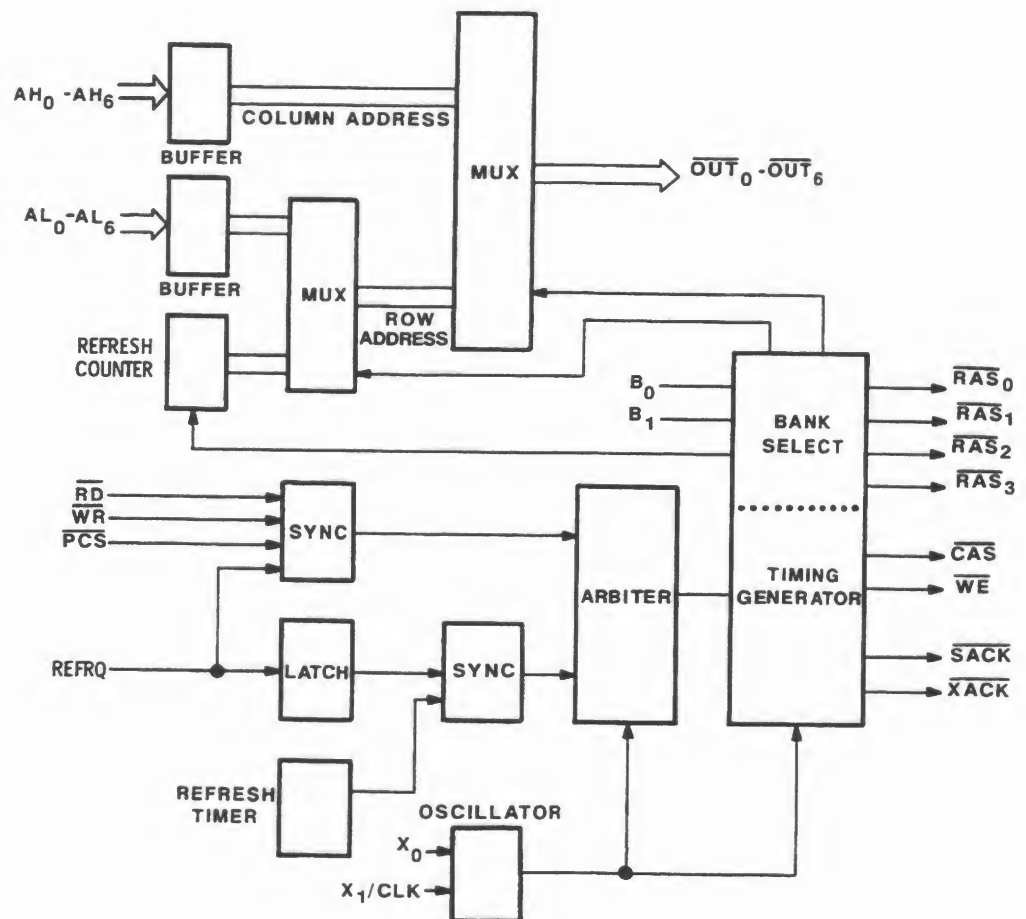 AH0 -AH6
BUFFER
COLUMN ADDRESS
MUX
OUT0 - OUT6
AL0-AL6
BUFFER
MUX
ROW
ADDRESS
REFRESH
COUNTER
B0
B1
BANK
SELECT
RAS0
RAS1
RAS2
RAS3
RD
WR
PCS
SYNC
ARBITER
TIMING
GENERATOR
CAS
WE
SACK
XACK
REFRQ
LATCH
SYNC
REFRESH
TIMER
OSCILLATOR
X0
X1/CLK